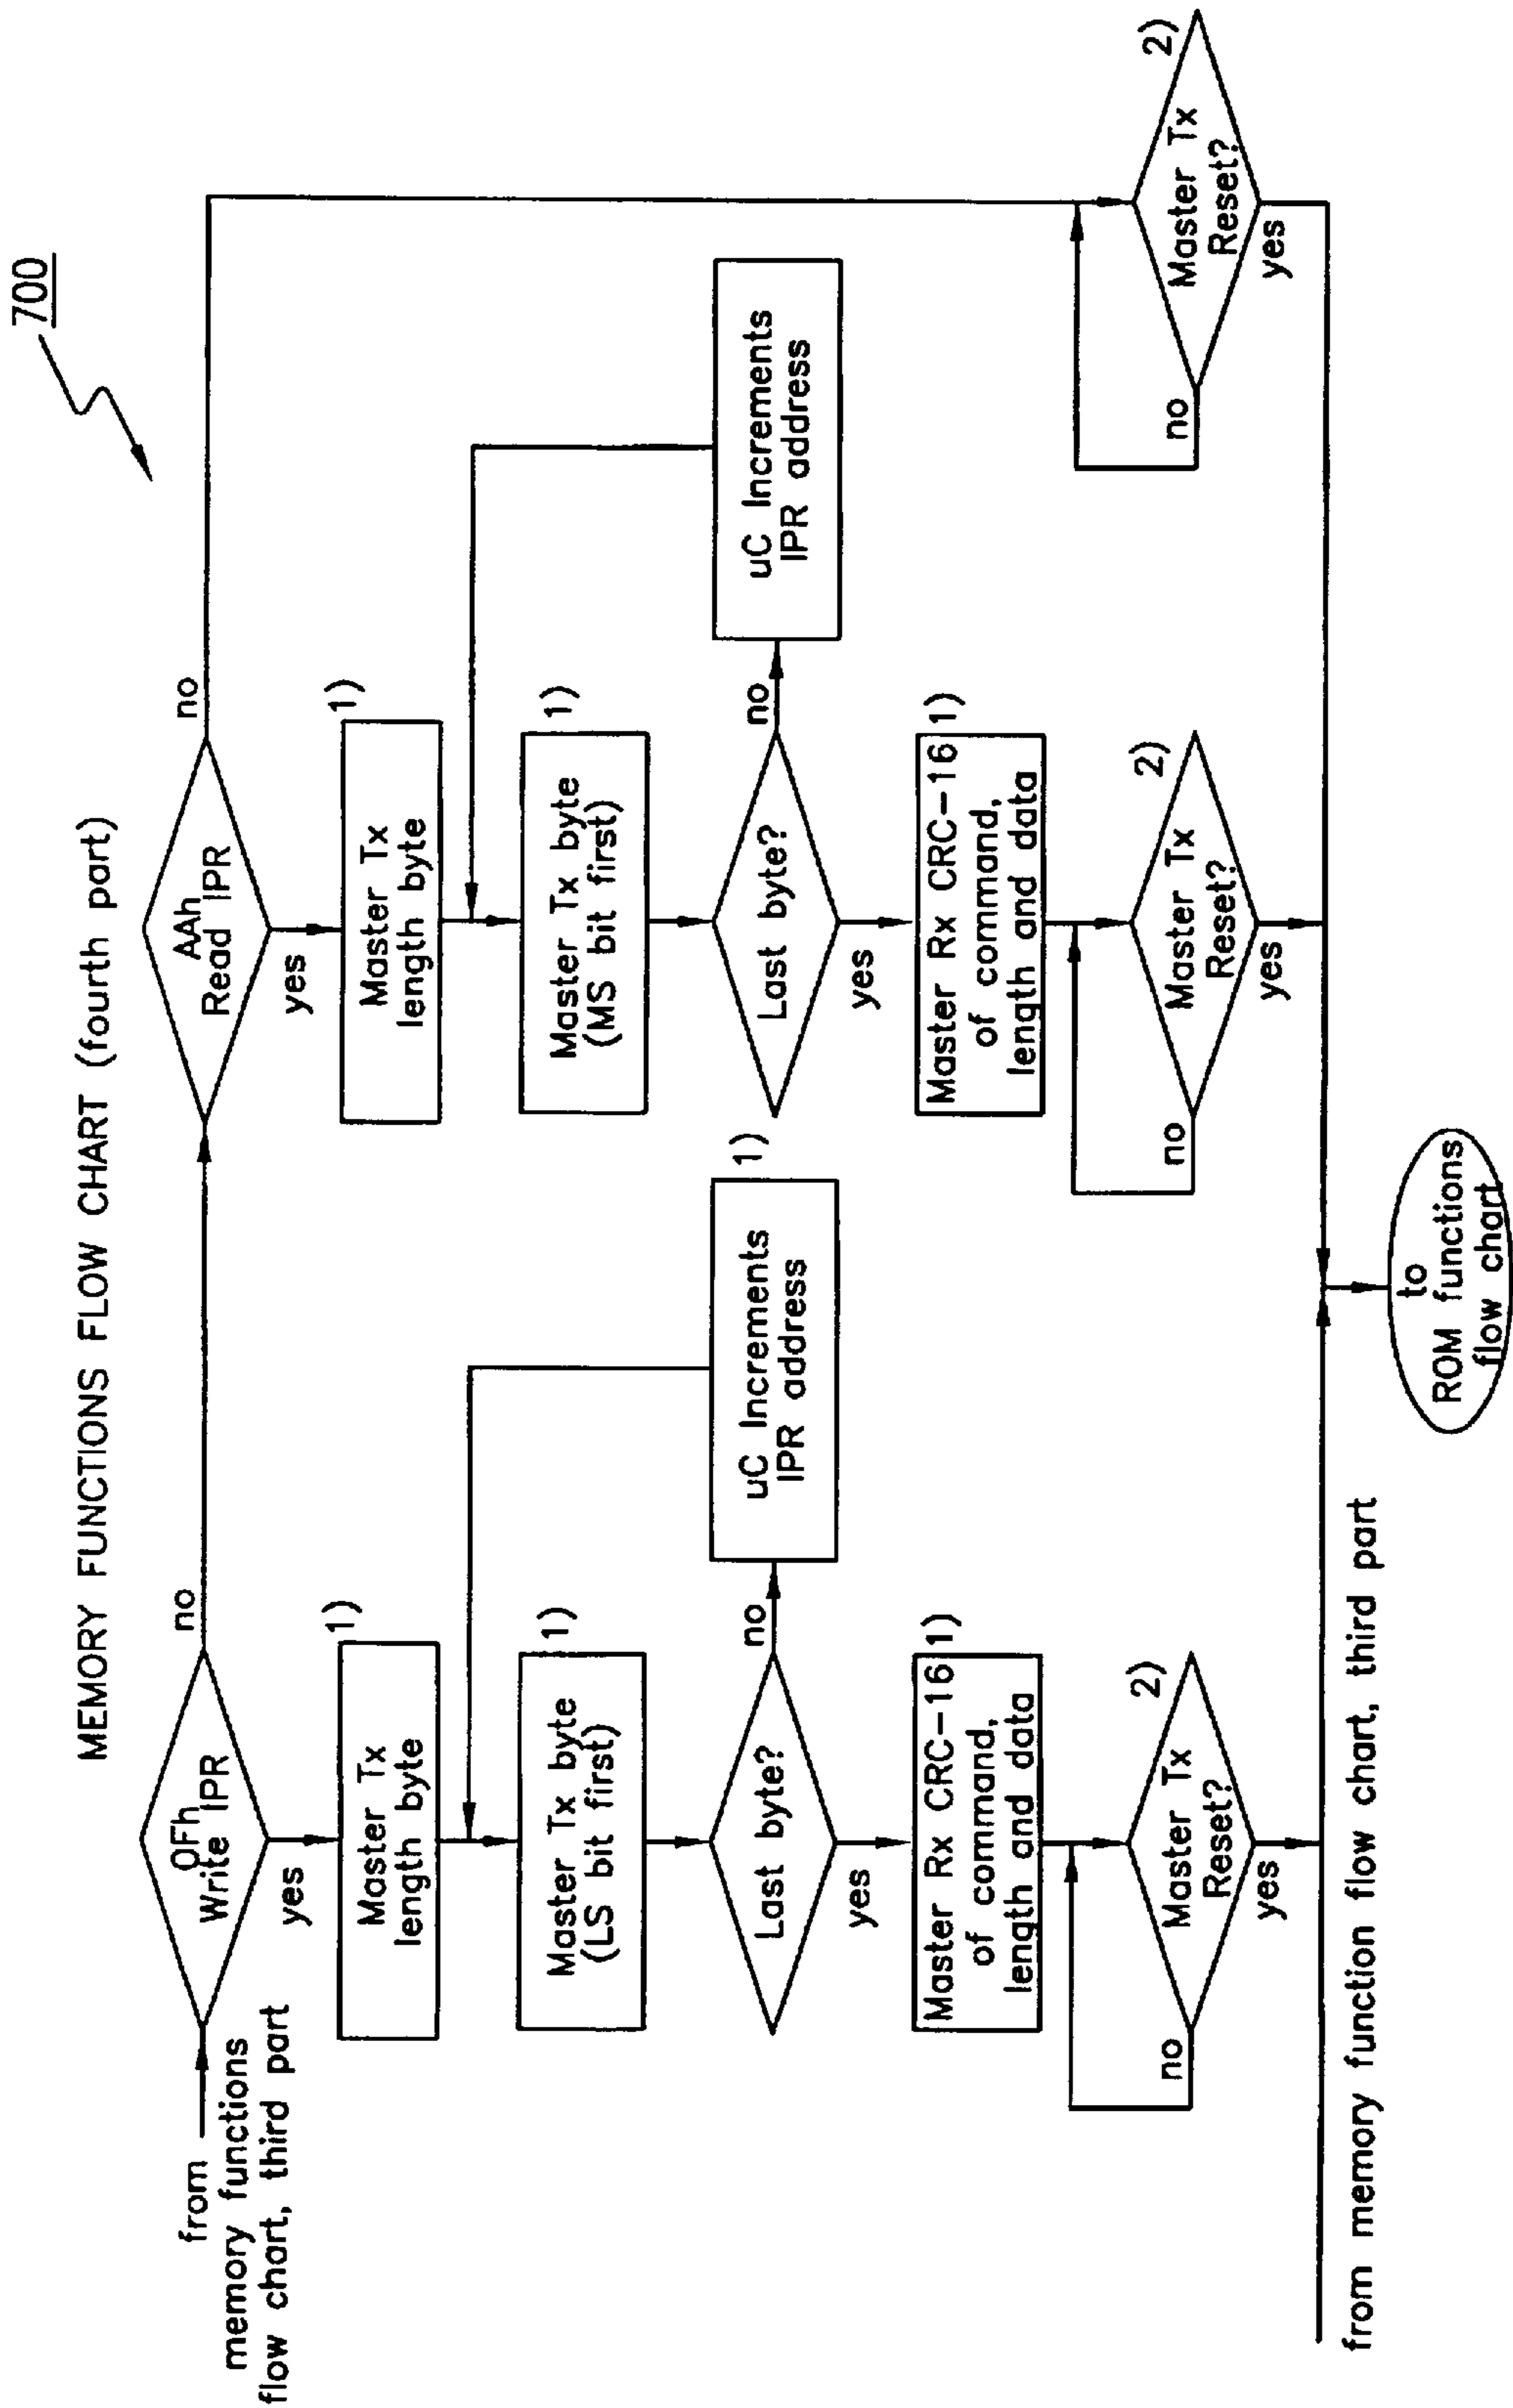 700
MEMORY FUNCTIONS FLOW CHART (fourth part)
from
memory functions
flow chart, third part
0Fh
Write IPR
no
yes
Master Tx
length byte
1)
Master Tx byte
(LS bit first)
1)
Last byte?
no
yes
uC Increments
IPR address
1)
Master Rx CRC-16
of command,
length and data
1)
Master Tx
Reset?
2)
no
yes
AAh
Read IPR
no
yes
Master Tx
length byte
1)
Master Tx byte
(MS bit first)
1)
Last byte?
no
yes
uC Increments
IPR address
Master Rx CRC-16
of command,
length and data
1)
Master Tx
Reset?
2)
no
yes
Master Tx
Reset?
2)
no
yes
from memory function flow chart, third part
to
ROM functions
flow chart